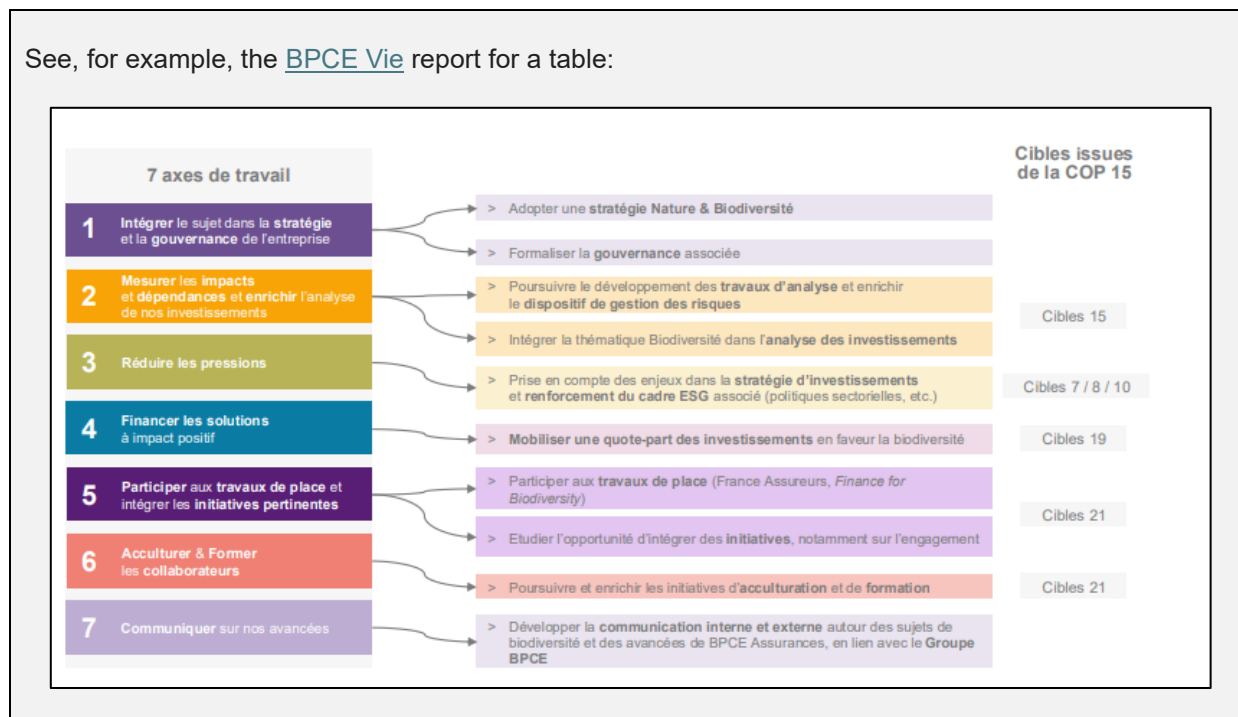 See, for example, the BPCE Vie report for a table:
7 axes de travail
Cibles issues
de la COP 15
1
Intégrer le sujet dans la stratégie
et la gouvernance de l'entreprise
> Adopter une stratégie Nature & Biodiversité
> Formaliser la gouvernance associée
2
Mesurer les impacts
et dépendances et enrichir l'analyse
de nos investissements
> Poursuivre le développement des travaux d'analyse et enrichir
le dispositif de gestion des risques
> Intégrer la thématique Biodiversité dans l'analyse des investissements
Cibles 15
3
Réduire les pressions
> Prise en compte des enjeux dans la stratégie d'investissements
et renforcement du cadre ESG associé (politiques sectorielles, etc.)
Cibles 7 / 8 / 10
4
Financer les solutions
à impact positif
> Mobiliser une quote-part des investissements en faveur la biodiversité
Cibles 19
5
Participer aux travaux de place et
intégrer les initiatives pertinentes
> Participer aux travaux de place (France Assureurs, Finance for
Biodiversity)
> Etudier l'opportunité d'intégrer des initiatives, notamment sur l'engagement
Cibles 21
6
Acculturer & Former
les collaborateurs
> Poursuivre et enrichir les initiatives d'acculturation et de formation
Cibles 21
7
Communiquer sur nos avancées
> Développer la communication interne et externe autour des sujets de
biodiversité et des avancées de BPCE Assurances, en lien avec le Groupe
BPCE